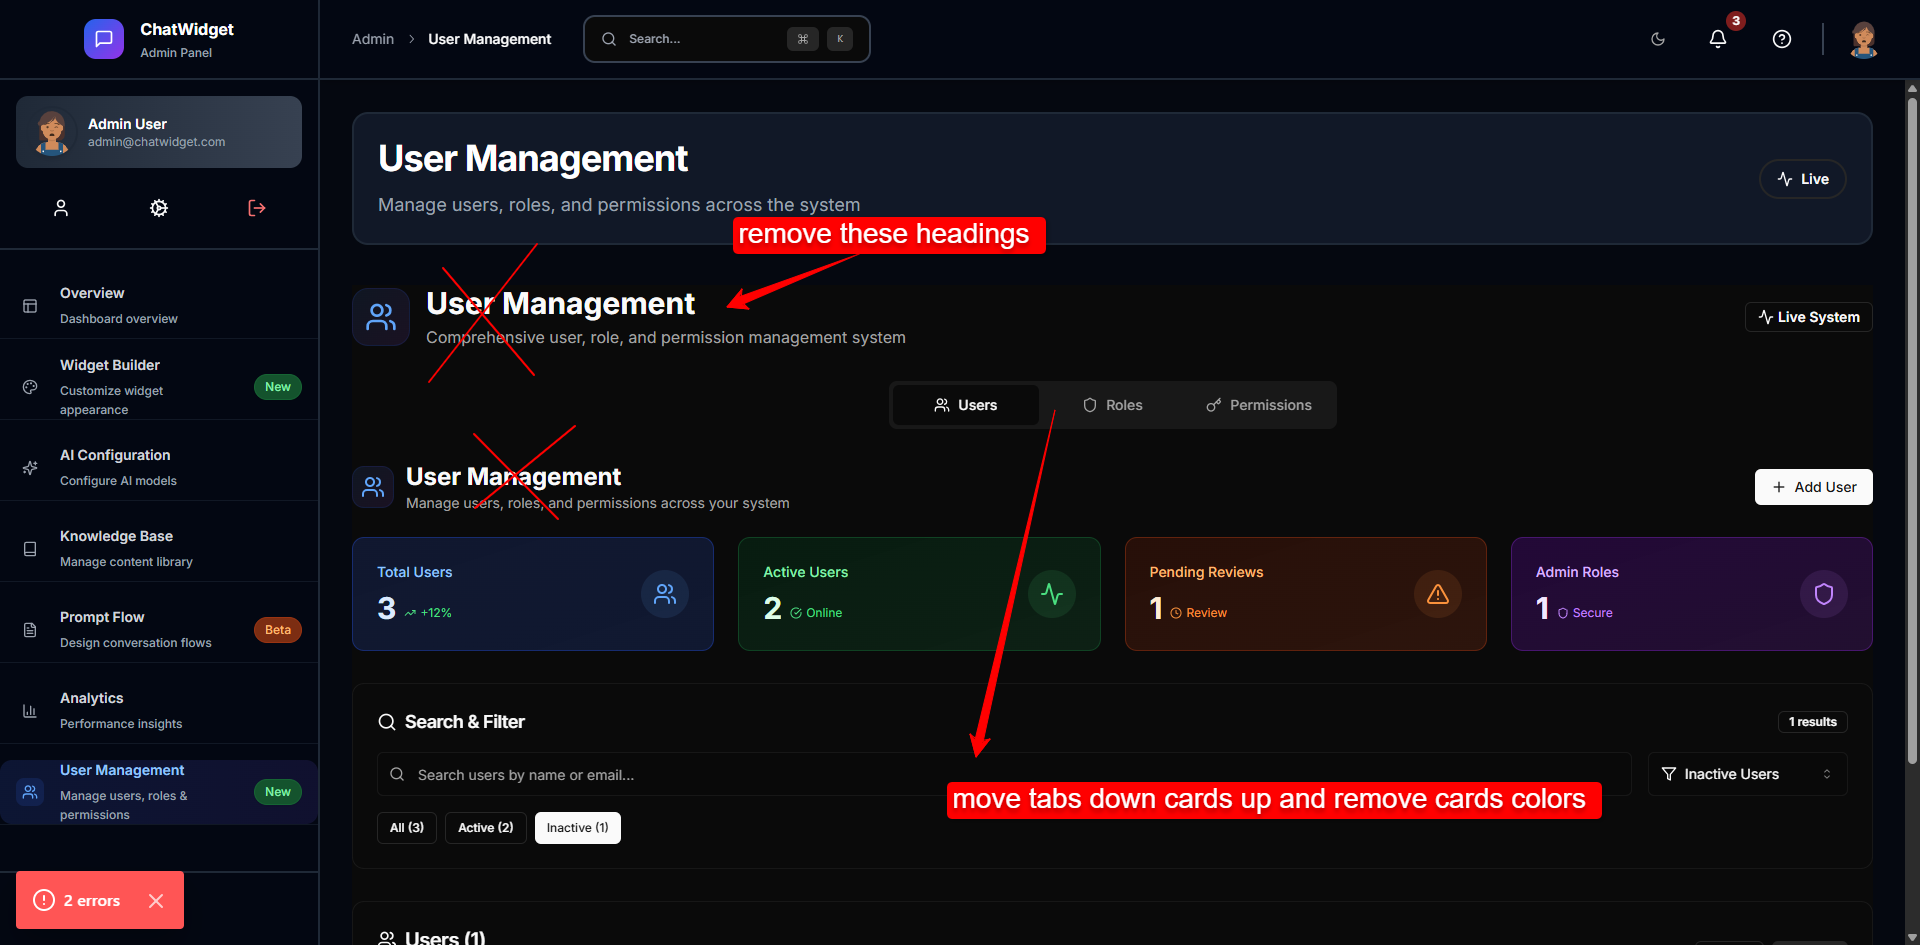 ChatWidget
Admin Panel
Admin > User Management
Search...
⌘ K
3
Admin User
admin@chatwidget.com
User Management
Manage users, roles, and permissions across the system
Live
remove these headings
User Management
Comprehensive user, role, and permission management system
Live System
Users
Roles
Permissions
User Management
Manage users, roles, and permissions across your system
+ Add User
Total Users
3 +12%
Active Users
2 Online
Pending Reviews
1 Review
Admin Roles
1 Secure
Search & Filter
1 results
Search users by name or email...
Inactive Users
move tabs down cards up and remove cards colors
All (3)
Active (2)
Inactive (1)
Users (1)
Overview
Dashboard overview
Widget Builder
Customize widget
appearance
New
AI Configuration
Configure AI models
Knowledge Base
Manage content library
Prompt Flow
Design conversation flows
Beta
Analytics
Performance insights
User Management
Manage users, roles &
permissions
New
2 errors